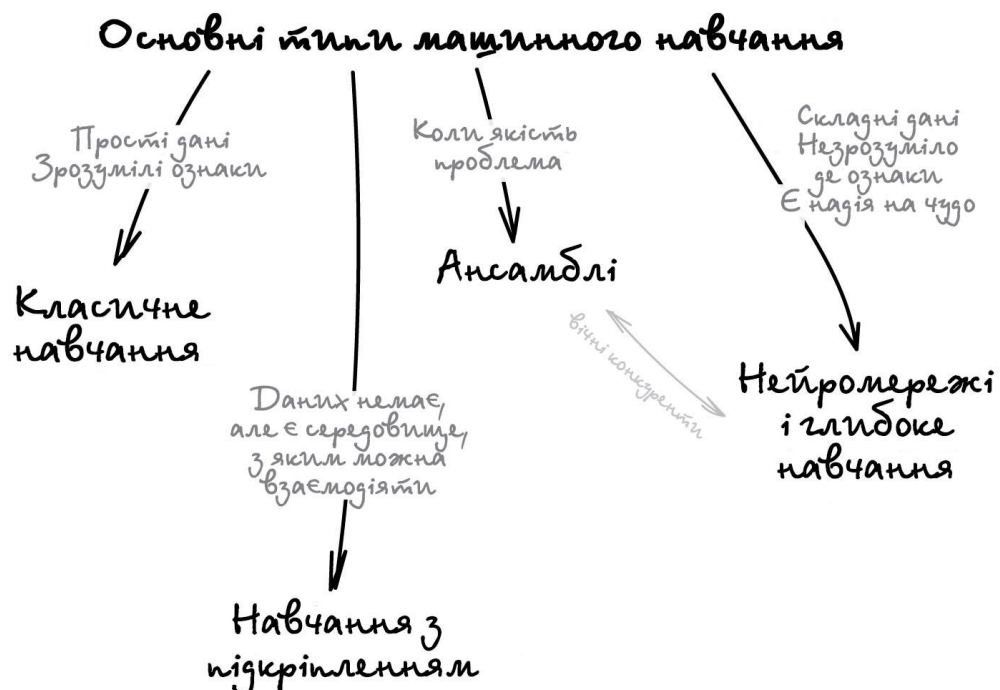 Основні типи машинного навчання
Прості дані
Зрозумілі ознаки
Коли якість
проблема
Складні дані
Незрозуміло
де ознаки
Є надія на чудо
Класичне
навчання
Ансамблі
вічні конкуренти
Нейромережі
і глибоке
навчання
Даних немає,
але є середовище,
з яким можна
взаємодіяти
Навчання з
підкріпленням